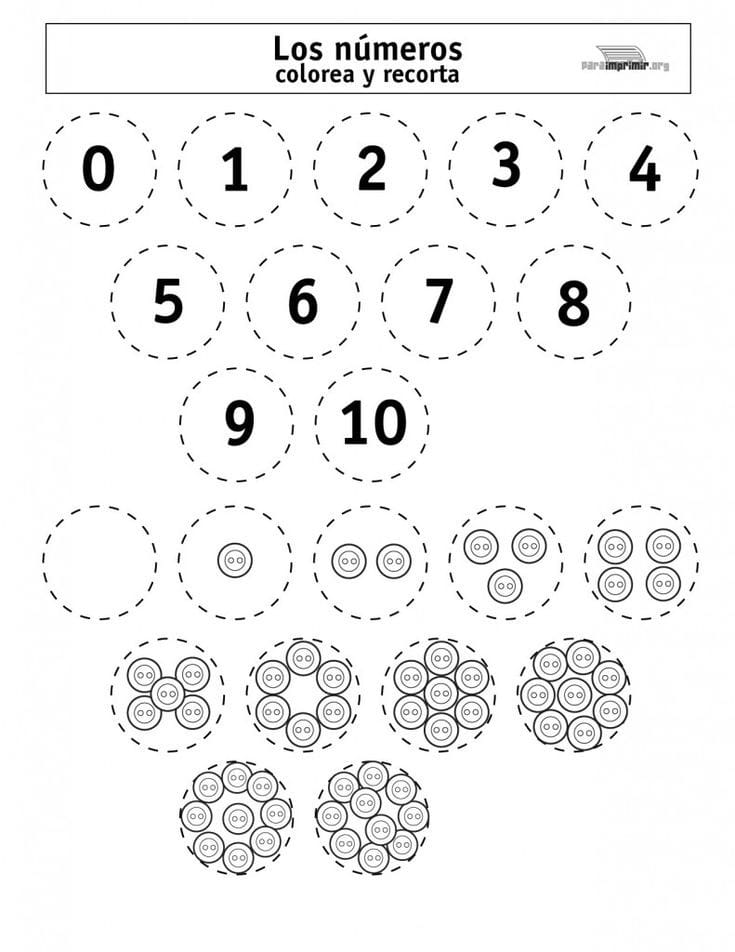 Los números
colorea y recorta
paraimprimir.org
0 1 2 3 4
5 6 7 8
9 10